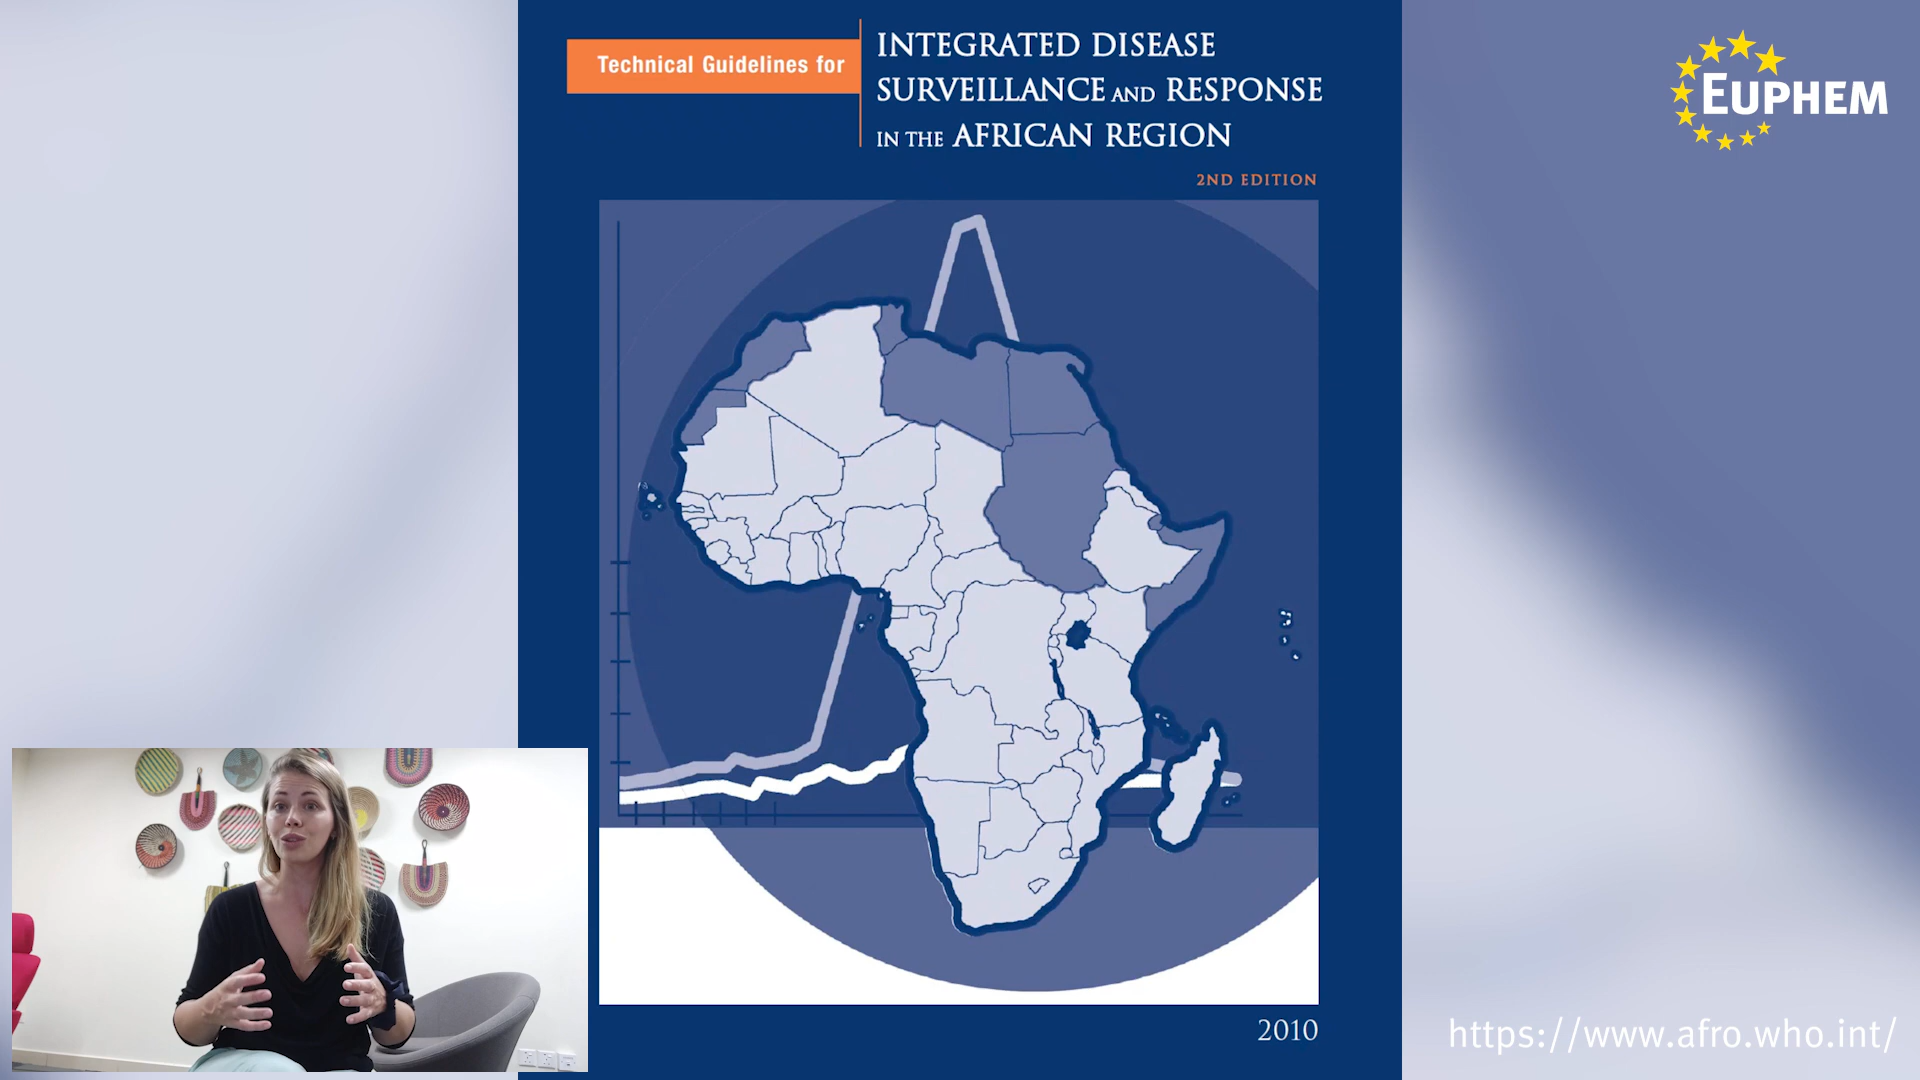 Technical Guidelines for
INTEGRATED DISEASE
SURVEILLANCE AND RESPONSE
IN THE AFRICAN REGION
2ND EDITION
EUPHEM
2010
https://www.afro.who.int/